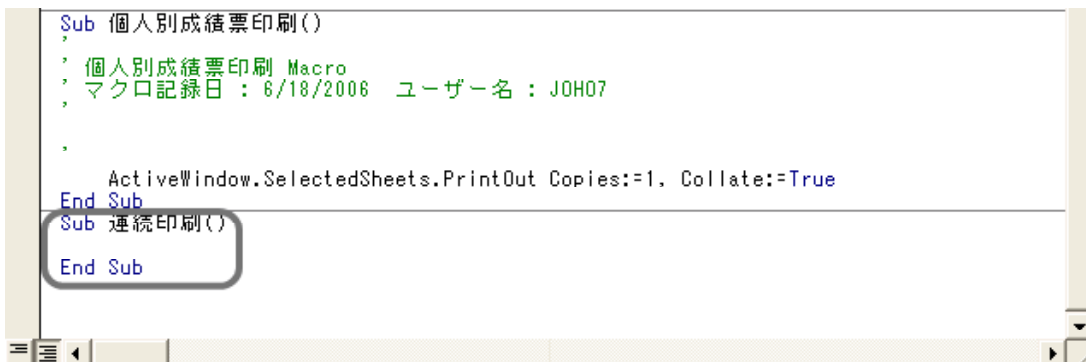 Sub 個人別成績票印刷()
'
' 個人別成績票印刷 Macro
' マクロ記録日 : 6/18/2006  ユーザー名 : JOHO7
'
'
ActiveWindow.SelectedSheets.PrintOut Copies:=1, Collate:=True
End Sub
Sub 連続印刷()
End Sub